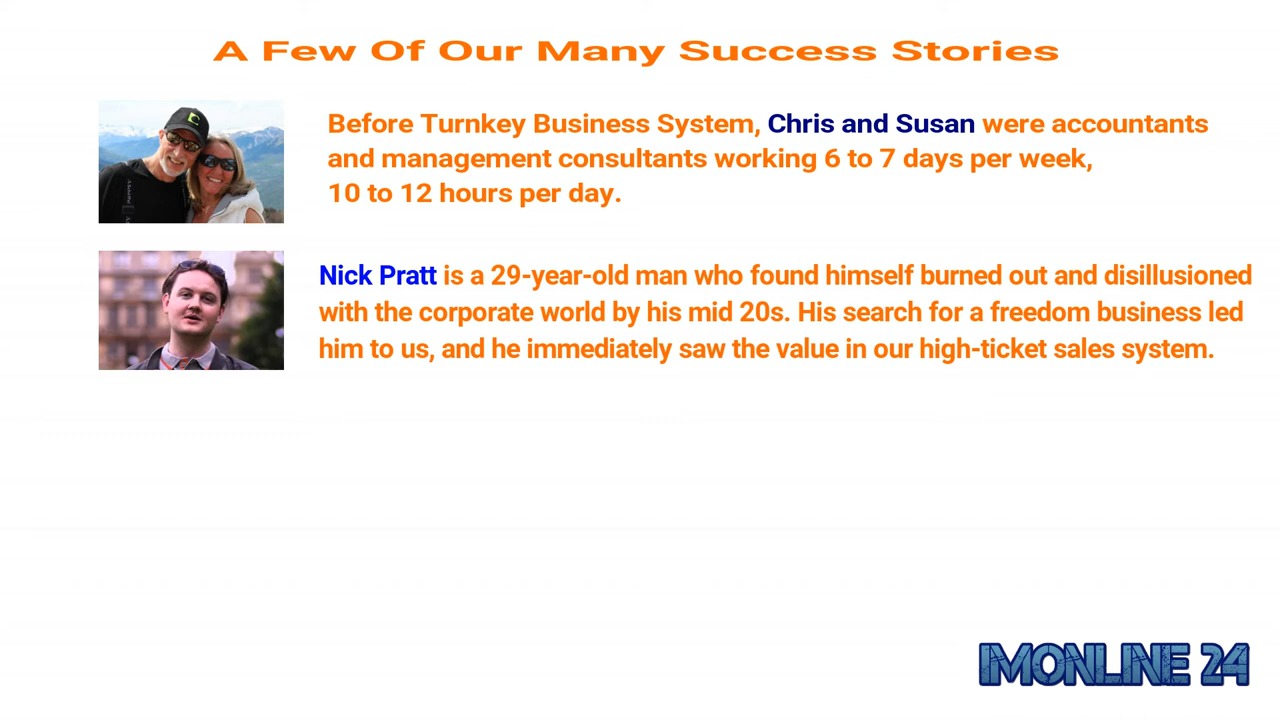 A Few Of Our Many Success Stories
Before Turnkey Business System, Chris and Susan were accountants
and management consultants working 6 to 7 days per week,
10 to 12 hours per day.
Nick Pratt is a 29-year-old man who found himself burned out and disillusioned
with the corporate world by his mid 20s. His search for a freedom business led
him to us, and he immediately saw the value in our high-ticket sales system.
IMONLINE 24